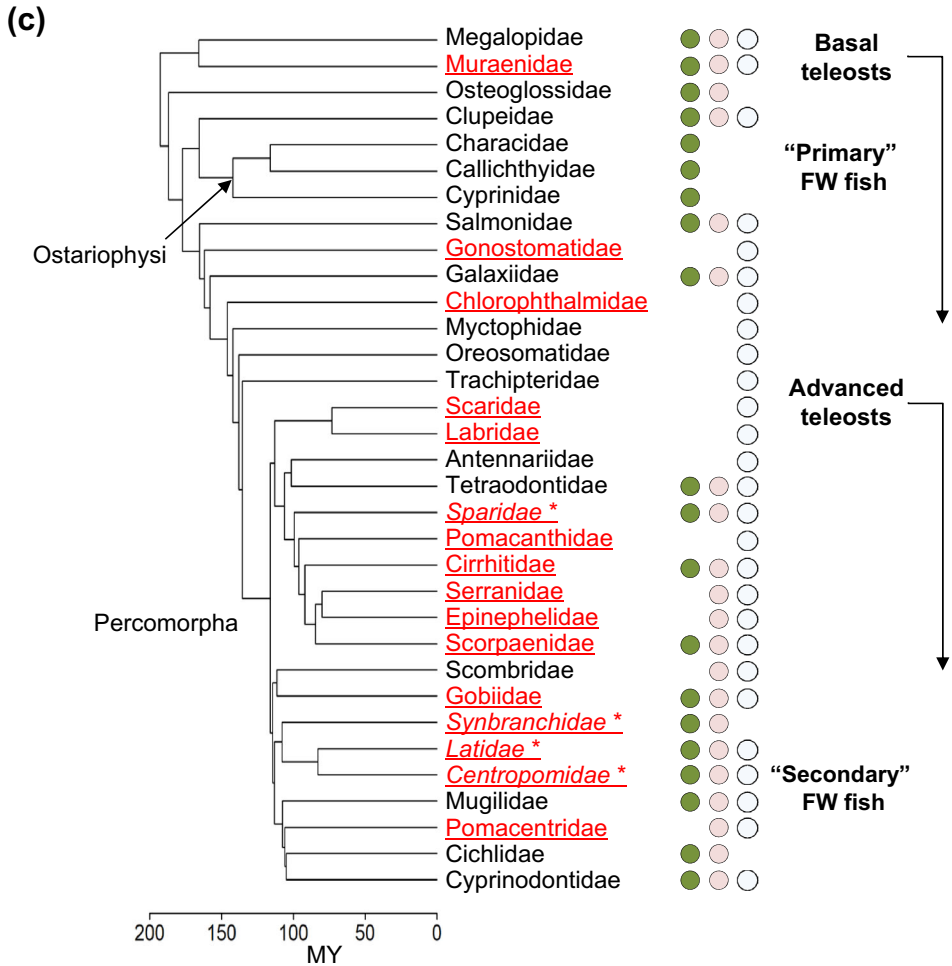 (c)
Megalopidae
Muraenidae
Osteoglossidae
Clupeidae
Characidae
Callichthyidae
Cyprinidae
Salmonidae
Gonostomatidae
Galaxiidae
Chlorophthalmidae
Myctophidae
Oreosomatidae
Trachipteridae
Scaridae
Labridae
Antennariidae
Tetraodontidae
Sparidae *
Pomacanthidae
Cirrhitidae
Serranidae
Epinephelidae
Scorpaenidae
Scombridae
Gobiidae
Synbranchidae *
Latidae *
Centropomidae *
Mugilidae
Pomacentridae
Cichlidae
Cyprinodontidae
Ostariophysi
Percomorpha
Basal
teleosts
“Primary”
FW fish
Advanced
teleosts
“Secondary”
FW fish
200 150 100 50 0
MY